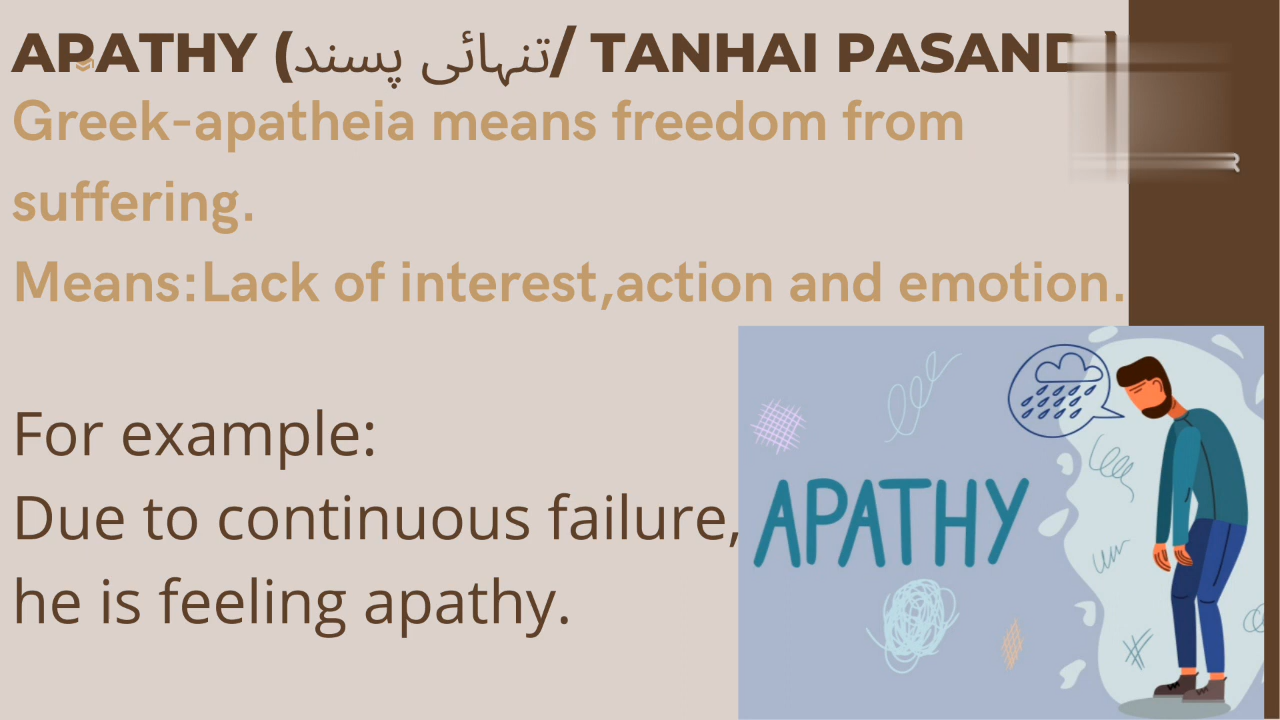 APATHY (تنہائی پسند/ TANHAI PASAND )
Greek-apatheia means freedom from
suffering.
Means:Lack of interest,action and emotion.
For example:
Due to continuous failure,
he is feeling apathy.
APATHY